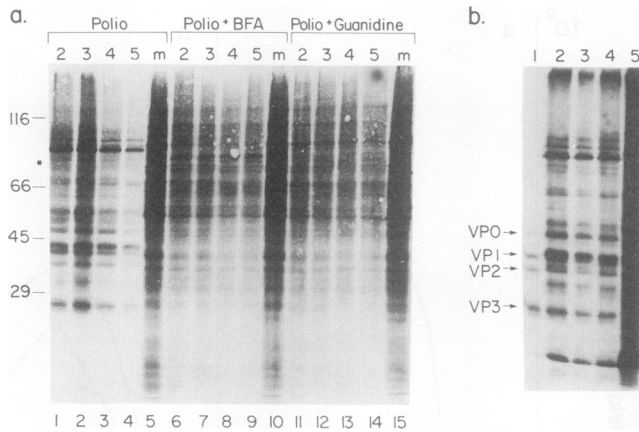 a.
Polio Polio + BFA Polio + Guanidine
2 3 4 5 m 2 3 4 5 m 2 3 4 5 m
116
*
66
45
29
1 2 3 4 5 6 7 8 9 10 11 12 13 14 15
b.
1 2 3 4 5
VP0
VP1
VP2
VP3